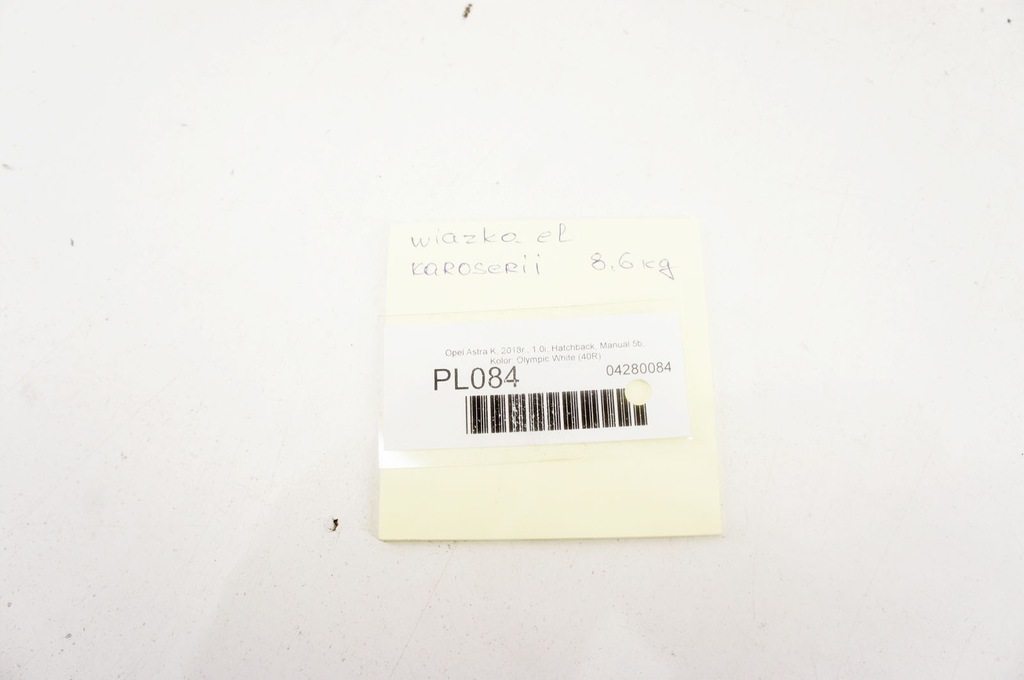 wiazka el
karoserii 8,6 kg
Opel Astra K, 2018r., 1.0i, Hatchback, Manual 5b,
Kolor: Olympic White (40R)
PL084 04280084